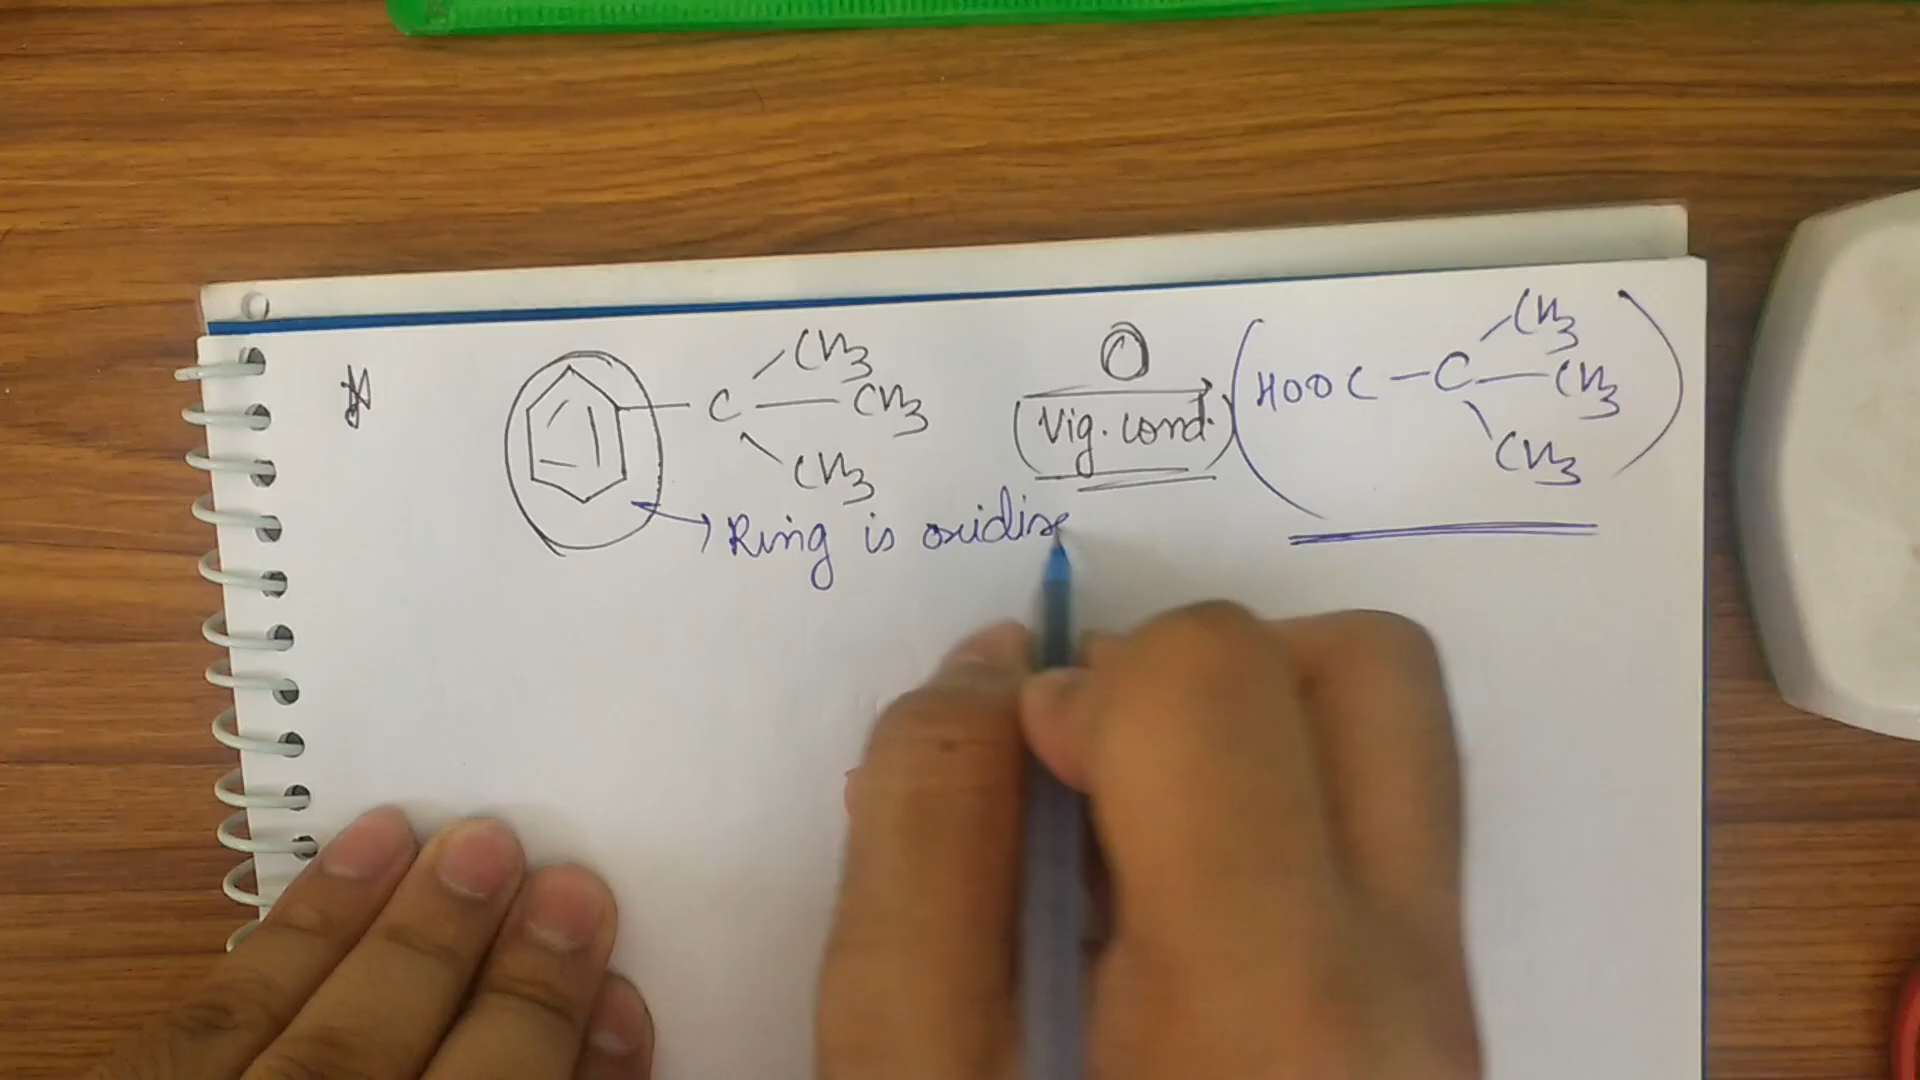 CH3
C CH3
CH3
O
(Vig. cond.)
(HOOC - C CH3
CH3
CH3)
→ Ring is oxidise